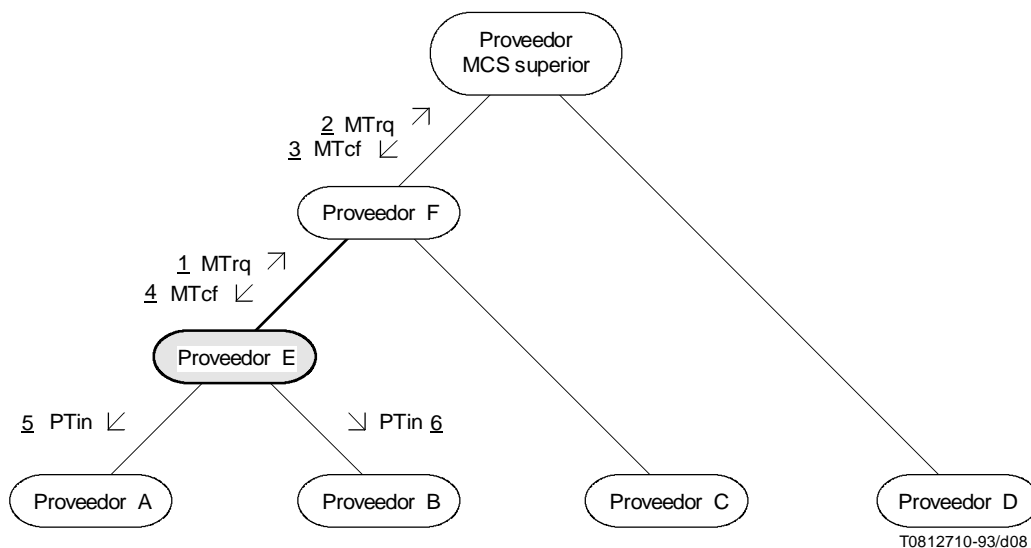 Proveedor
MCS superior
2 MTrq
3 MTcf
Proveedor F
1 MTrq
4 MTcf
Proveedor E
5 PTin
PTin 6
Proveedor A
Proveedor B
Proveedor C
Proveedor D
T0812710-93/d08